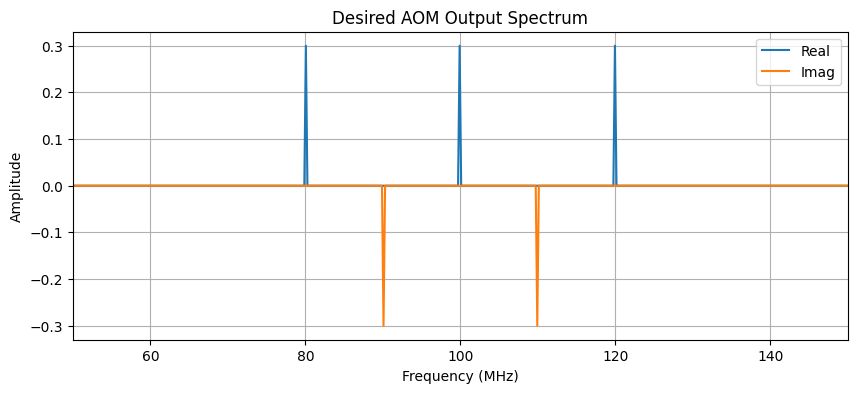 Desired AOM Output Spectrum
Real
Imag
Amplitude
0.3
0.2
0.1
0.0
−0.1
−0.2
−0.3
60
80
100
120
140
Frequency (MHz)